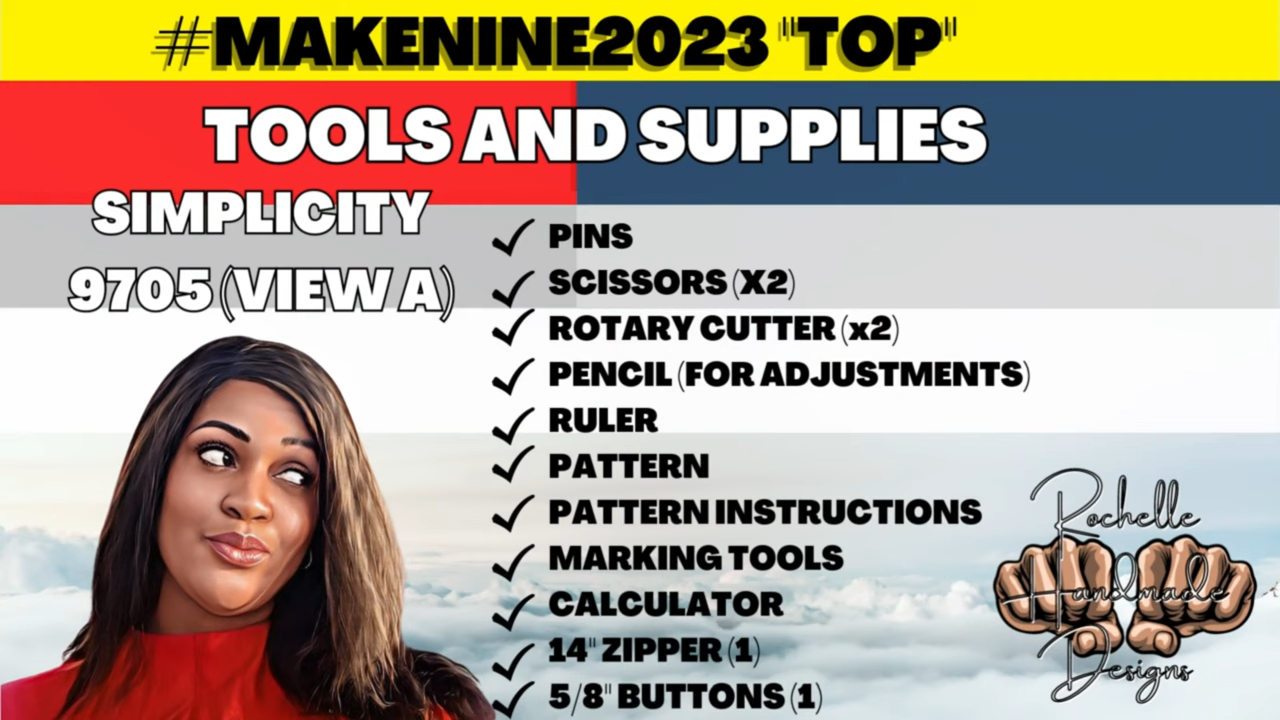 #MAKENINE2023 "TOP"
TOOLS AND SUPPLIES
SIMPLICITY
9705 (VIEW A)
PINS
SCISSORS (X2)
ROTARY CUTTER (x2)
PENCIL (FOR ADJUSTMENTS)
RULER
PATTERN
PATTERN INSTRUCTIONS
MARKING TOOLS
CALCULATOR
14" ZIPPER (1)
5/8" BUTTONS (1)
Rochelle
Handmade
Designs